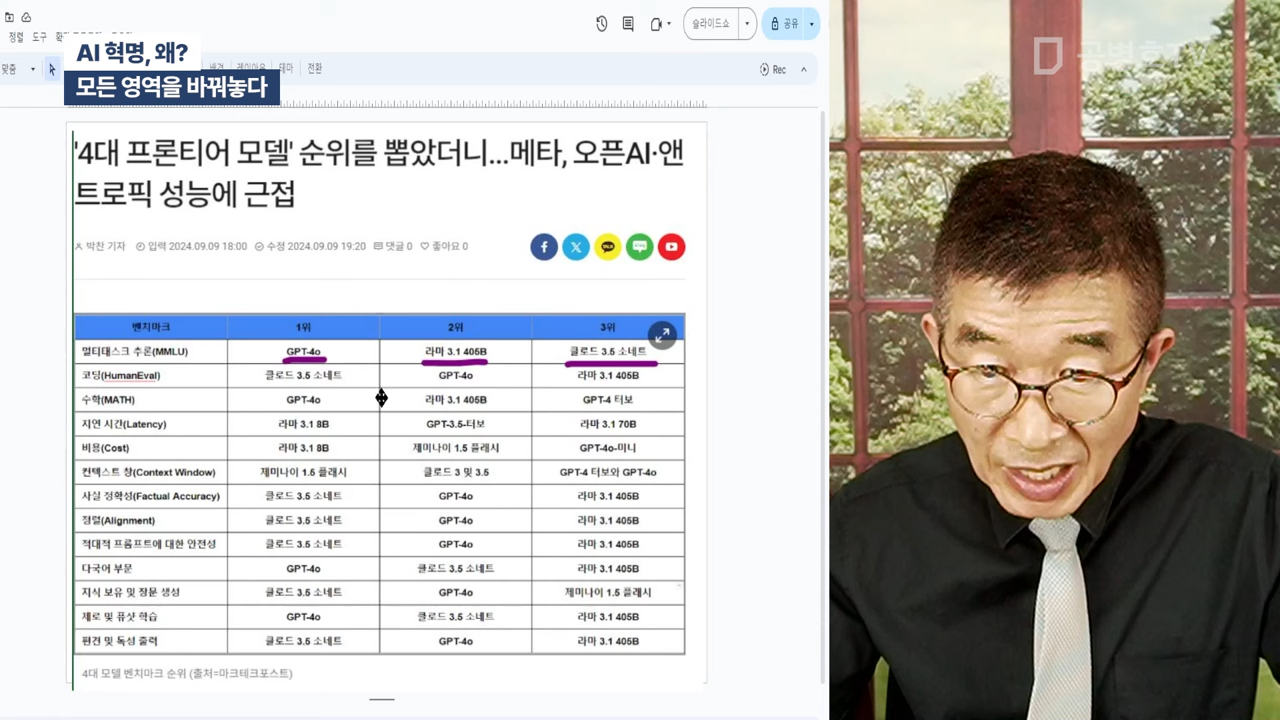 정렬 도구
슬라이드쇼
공유
AI 혁명, 왜?
맞춤
테마 전환
Rec
모든 영역을 바꿔놓다
'4대 프론티어 모델' 순위를 뽑았더니...메타, 오픈AI·앤
트로픽 성능에 근접
박찬 기자 입력 2024.09.09 18:00 수정 2024.09.09 19:20 댓글 0 좋아요 0
벤치마크 1위 2위 3위
멀티태스크 추론(MMLU) GPT-4o 라마 3.1 405B 클로드 3.5 소네트
코딩(HumanEval) 클로드 3.5 소네트 GPT-4o 라마 3.1 405B
수학(MATH) GPT-4o 라마 3.1 405B GPT-4 터보
지연 시간(Latency) 라마 3.1 8B GPT-3.5-터보 라마 3.1 70B
비용(Cost) 라마 3.1 8B 제미나이 1.5 플래시 GPT-4o-미니
컨텍스트 창(Context Window) 제미나이 1.5 플래시 클로드 3 및 3.5 GPT-4 터보와 GPT-4o
사실 정확성(Factual Accuracy) 클로드 3.5 소네트 GPT-4o 라마 3.1 405B
정렬(Alignment) 클로드 3.5 소네트 GPT-4o 라마 3.1 405B
적대적 프롬프트에 대한 안전성 클로드 3.5 소네트 GPT-4o 라마 3.1 405B
다국어 부문 GPT-4o 클로드 3.5 소네트 라마 3.1 405B
지식 보유 및 장문 생성 클로드 3.5 소네트 GPT-4o 제미나이 1.5 플래시
제로 및 퓨샷 학습 GPT-4o 클로드 3.5 소네트 라마 3.1 405B
편견 및 독성 출력 클로드 3.5 소네트 GPT-4o 라마 3.1 405B
4대 모델 벤치마크 순위 (출처=마크테크포스트)